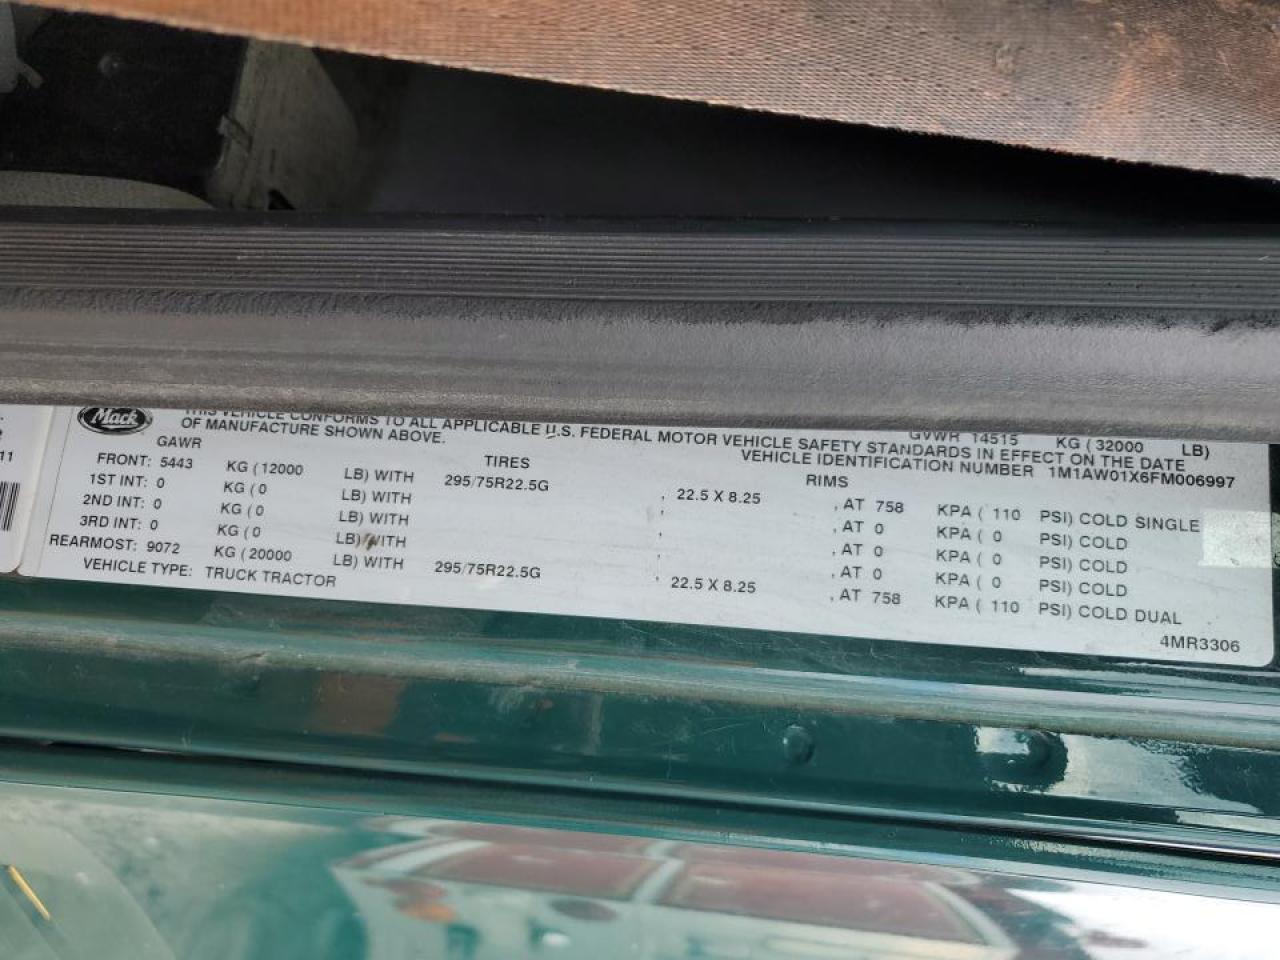 11
Mack
THIS VEHICLE CONFORMS TO ALL APPLICABLE U.S. FEDERAL MOTOR VEHICLE SAFETY STANDARDS IN EFFECT ON THE DATE
OF MANUFACTURE SHOWN ABOVE.
GVWR 14515 KG (32000 LB)
VEHICLE IDENTIFICATION NUMBER 1M1AW01X6FM006997
GAWR TIRES RIMS
FRONT: 5443 KG (12000 LB) WITH 295/75R22.5G , 22.5 X 8.25 , AT 758 KPA ( 110 PSI) COLD SINGLE
1ST INT: 0 KG (0 LB) WITH , , AT 0 KPA ( 0 PSI) COLD
2ND INT: 0 KG (0 LB) WITH , , AT 0 KPA ( 0 PSI) COLD
3RD INT: 0 KG (0 LB) WITH , , AT 0 KPA ( 0 PSI) COLD
REARMOST: 9072 KG (20000 LB) WITH 295/75R22.5G , 22.5 X 8.25 , AT 758 KPA ( 110 PSI) COLD DUAL
VEHICLE TYPE: TRUCK TRACTOR
4MR3306